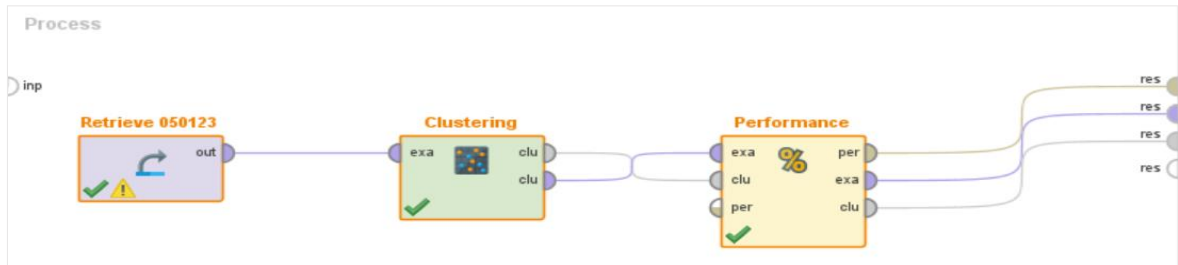 Process
inp
Retrieve 050123
out
Clustering
exa
clu
clu
Performance
exa
per
clu
exa
per
clu
res
res
res
res